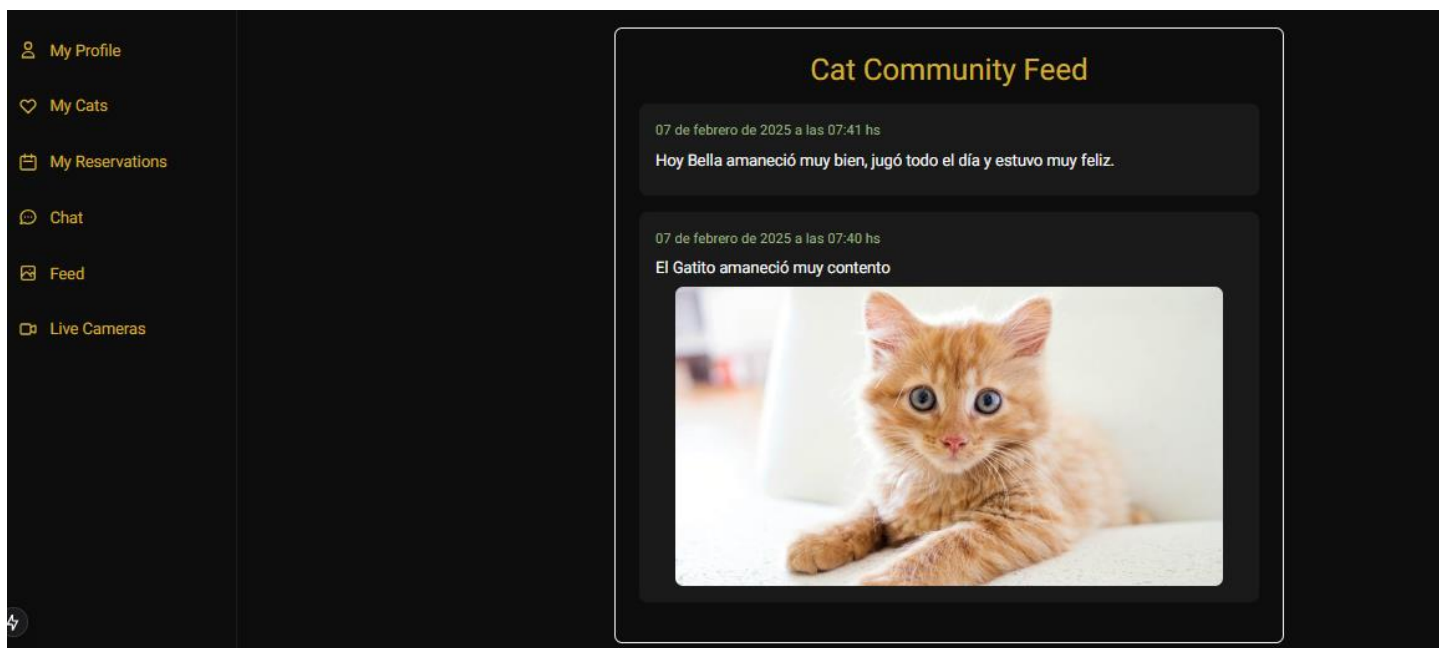 My Profile
My Cats
My Reservations
Chat
Feed
Live Cameras
Cat Community Feed
07 de febrero de 2025 a las 07:41 hs
Hoy Bella amaneció muy bien, jugó todo el día y estuvo muy feliz.
07 de febrero de 2025 a las 07:40 hs
El Gatito amaneció muy contento